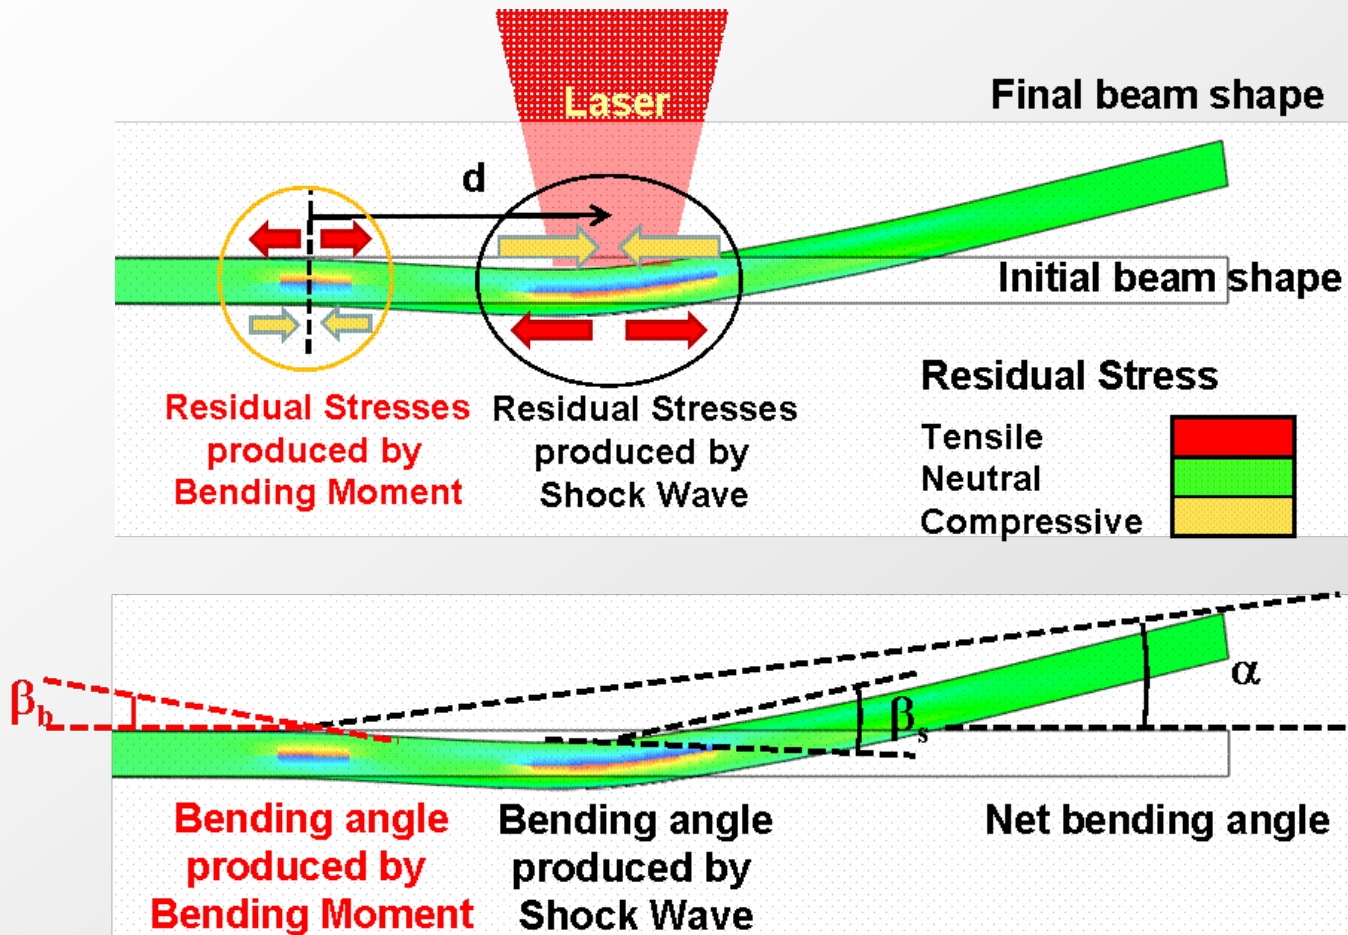 Laser
Final beam shape
d
Initial beam shape
Residual Stresses
produced by
Bending Moment
Residual Stresses
produced by
Shock Wave
Residual Stress
Tensile
Neutral
Compressive
βb
βs
α
Bending angle
produced by
Bending Moment
Bending angle
produced by
Shock Wave
Net bending angle